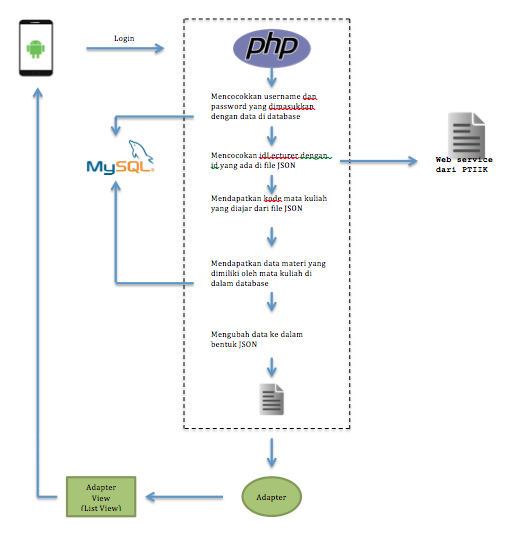 Login
php
Mencocokkan username dan
password yang dimasukkan
dengan data di database
MySQL
Mencocokan idLecturer dengan
id yang ada di file JSON
Web service
dari PTIIK
Mendapatkan kode mata kuliah
yang diajar dari file JSON
Mendapatkan data materi yang
dimiliki oleh mata kuliah di
dalam database
Mengubah data ke dalam
bentuk JSON
Adapter
View
(List View)
Adapter